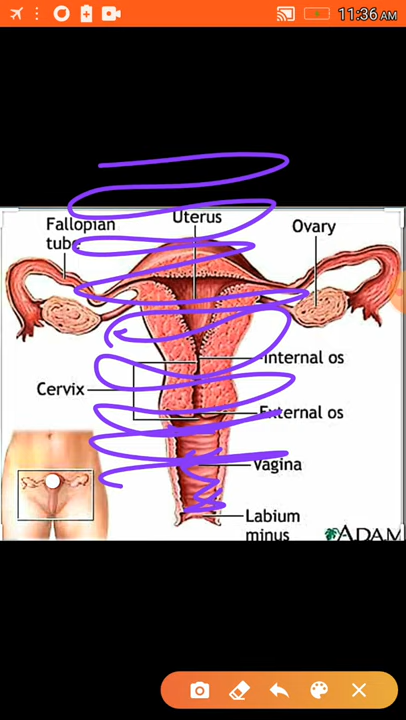 11:36 AM
Uterus
Fallopian
tube
Ovary
Internal os
Cervix
External os
Vagina
Labium
minus
ADAM